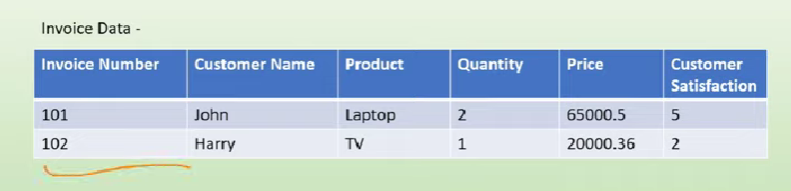 Invoice Data -
Invoice Number Customer Name Product Quantity Price Customer Satisfaction
101 John Laptop 2 65000.5 5
102 Harry TV 1 20000.36 2